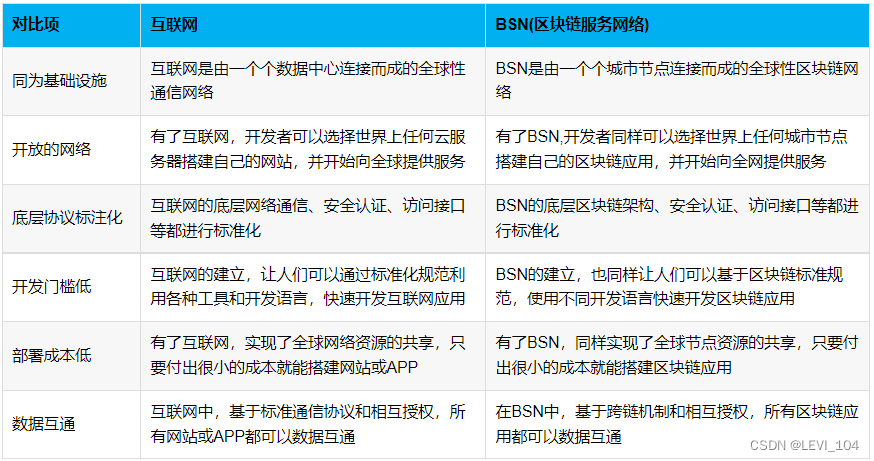 对比项 互联网 BSN(区块链服务网络)
同为基础设施
互联网是由一个个数据中心连接而成的全球性
通信网络
BSN是由一个个城市节点连接而成的全球性区块链网
络
开放的网络
有了互联网，开发者可以选择世界上任何云服
务器搭建自己的网站，并开始向全球提供服务
有了BSN,开发者同样可以选择世界上任何城市节点
搭建自己的区块链应用，并开始向全网提供服务
底层协议标注化
互联网的底层网络通信、安全认证、访问接口
等都进行标准化
BSN的底层区块链架构、安全认证、访问接口等都进
行标准化
开发门槛低
互联网的建立，让人们可以通过标准化规范利
用各种工具和开发语言，快速开发互联网应用
BSN的建立，也同样让人们可以基于区块链标准规
范，使用不同开发语言快速开发区块链应用
部署成本低
有了互联网，实现了全球网络资源的共享，只
要付出很小的成本就能搭建网站或APP
有了BSN，同样实现了全球节点资源的共享，只要付
出很小的成本就能搭建区块链应用
数据互通
互联网中，基于标准通信协议和相互授权，所
有网站或APP都可以数据互通
在BSN中，基于跨链机制和相互授权，所有区块链应
用都可以数据互通
CSDN @LEVI_104